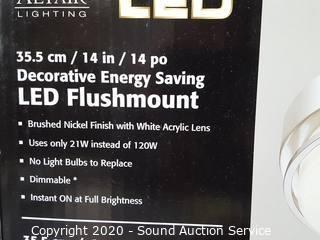 ALTAIR
LIGHTING
LED
35.5 cm / 14 in / 14 po
Decorative Energy Saving
LED Flushmount
• Brushed Nickel Finish with White Acrylic Lens
• Uses only 21W instead of 120W
• No Light Bulbs to Replace
• Dimmable *
• Instant ON at Full Brightness
Copyright 2020 - Sound Auction Service